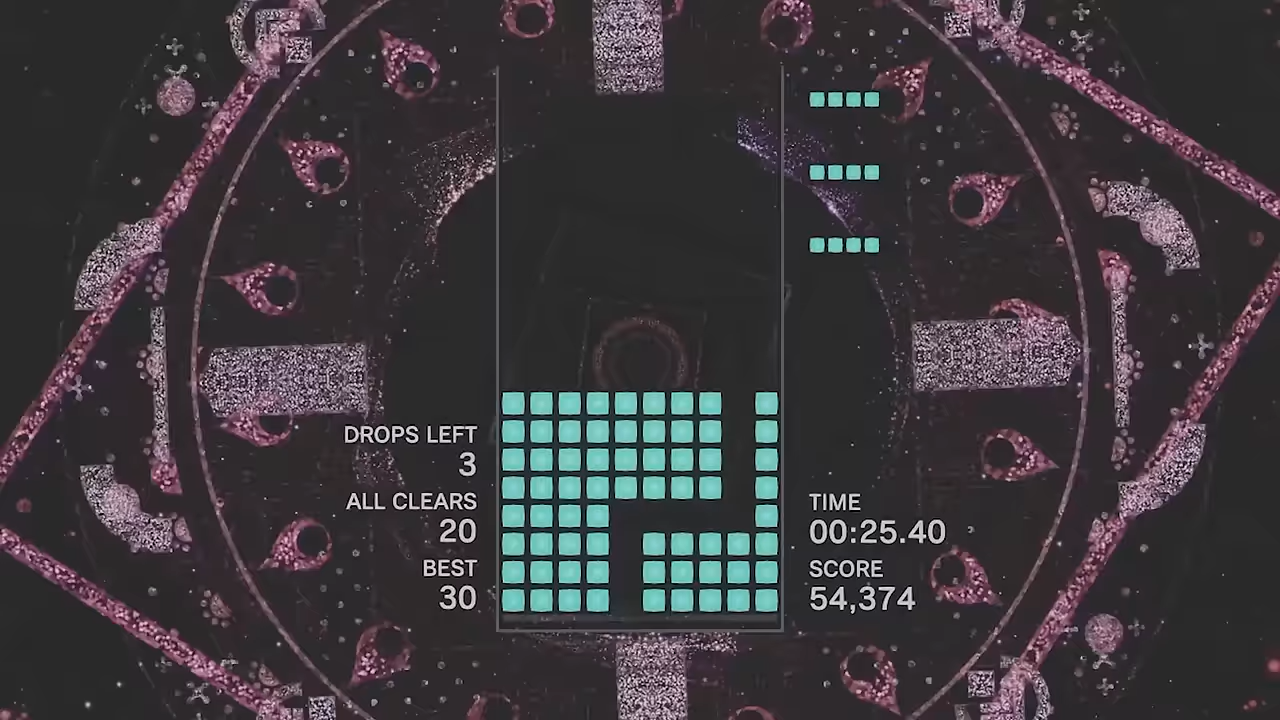 DROPS LEFT
3
ALL CLEARS
20
BEST
30
TIME
00:25.40
SCORE
54,374